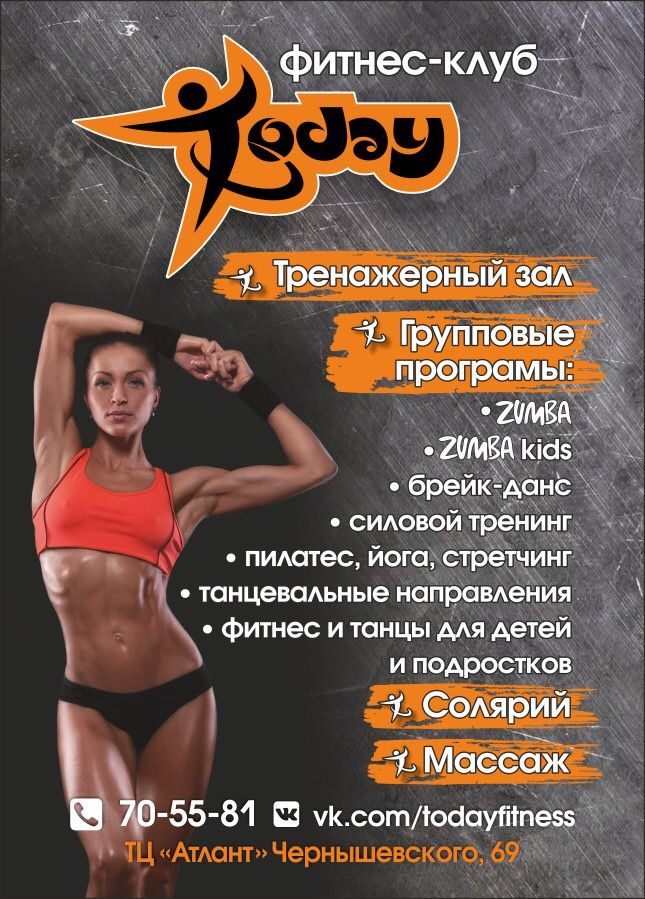 фитнес-клуб
Today
Тренажерный зал
Групповые
програмы:
• ZUMBA
• ZUMBA kids
• брейк-данс
• силовой тренинг
• пилатес, йога, стретчинг
• танцевальные направления
• фитнес и танцы для детей
и подростков
Солярий
Массаж
70-55-81 vk.com/todayfitness
ТЦ «Атлант» Чернышевского, 69